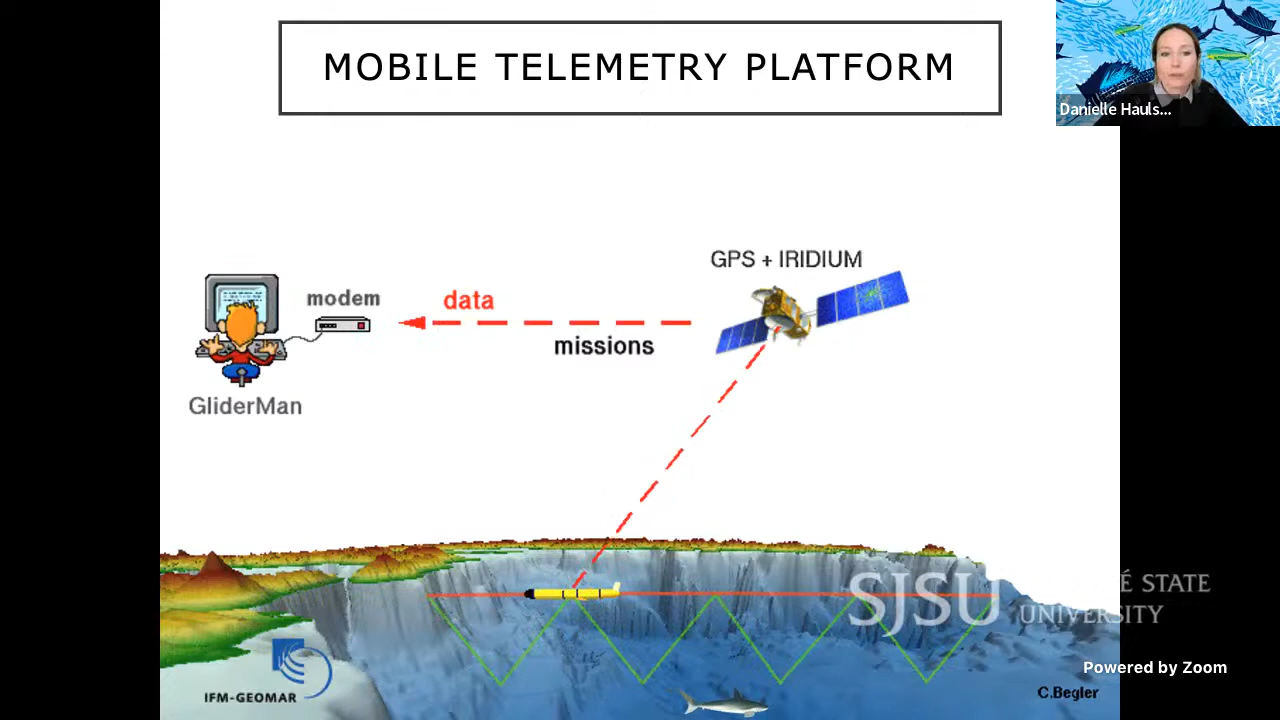 MOBILE TELEMETRY PLATFORM
Danielle Hauls...
GPS + IRIDIUM
modem
data
missions
GliderMan
SJSU
É STATE
UNIVERSITY
Powered by Zoom
IFM-GEOMAR
C.Begler